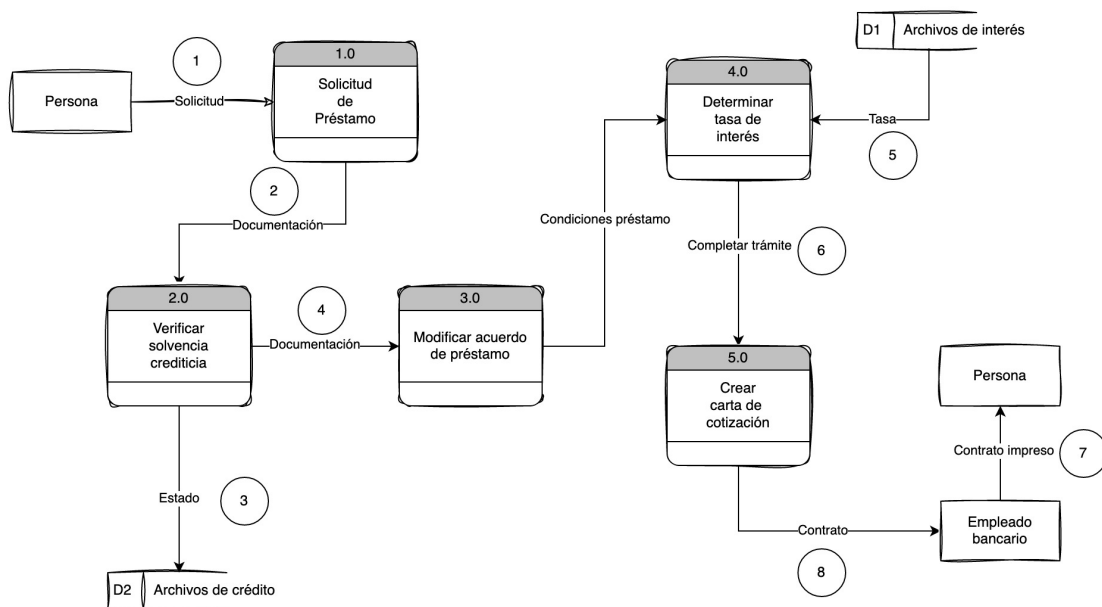 D1 Archivos de interés
1
1.0
Solicitud
de
Préstamo
4.0
Determinar
tasa de
interés
Persona
Solicitud
Tasa
5
2
Documentación
Condiciones préstamo
Completar trámite
6
2.0
Verificar
solvencia
crediticia
4
Documentación
3.0
Modificar acuerdo
de préstamo
5.0
Crear
carta de
cotización
Persona
Contrato impreso
7
Estado
3
Contrato
8
Empleado
bancario
D2 Archivos de crédito